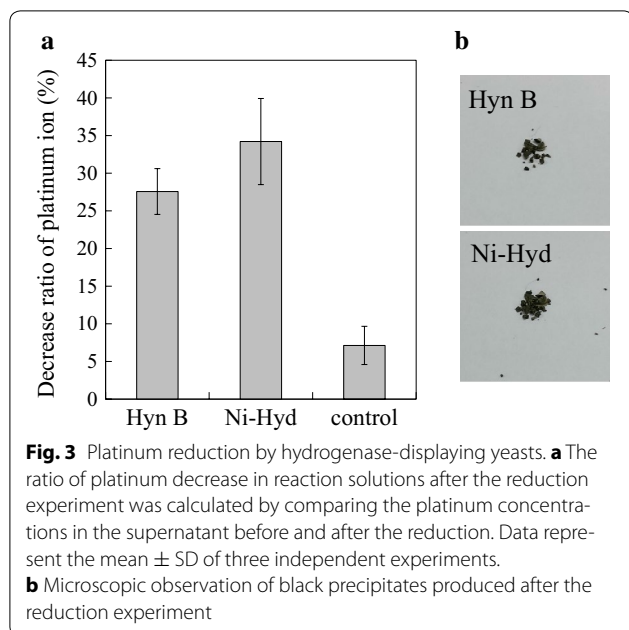 a
b
Decrease ratio of platinum ion (%)
45
40
35
30
25
20
15
10
5
0
Hyn B
Ni-Hyd
control
Hyn B
Ni-Hyd
Fig. 3 Platinum reduction by hydrogenase-displaying yeasts. a The
ratio of platinum decrease in reaction solutions after the reduction
experiment was calculated by comparing the platinum concentra-
tions in the supernatant before and after the reduction. Data repre-
sent the mean ± SD of three independent experiments.
b Microscopic observation of black precipitates produced after the
reduction experiment